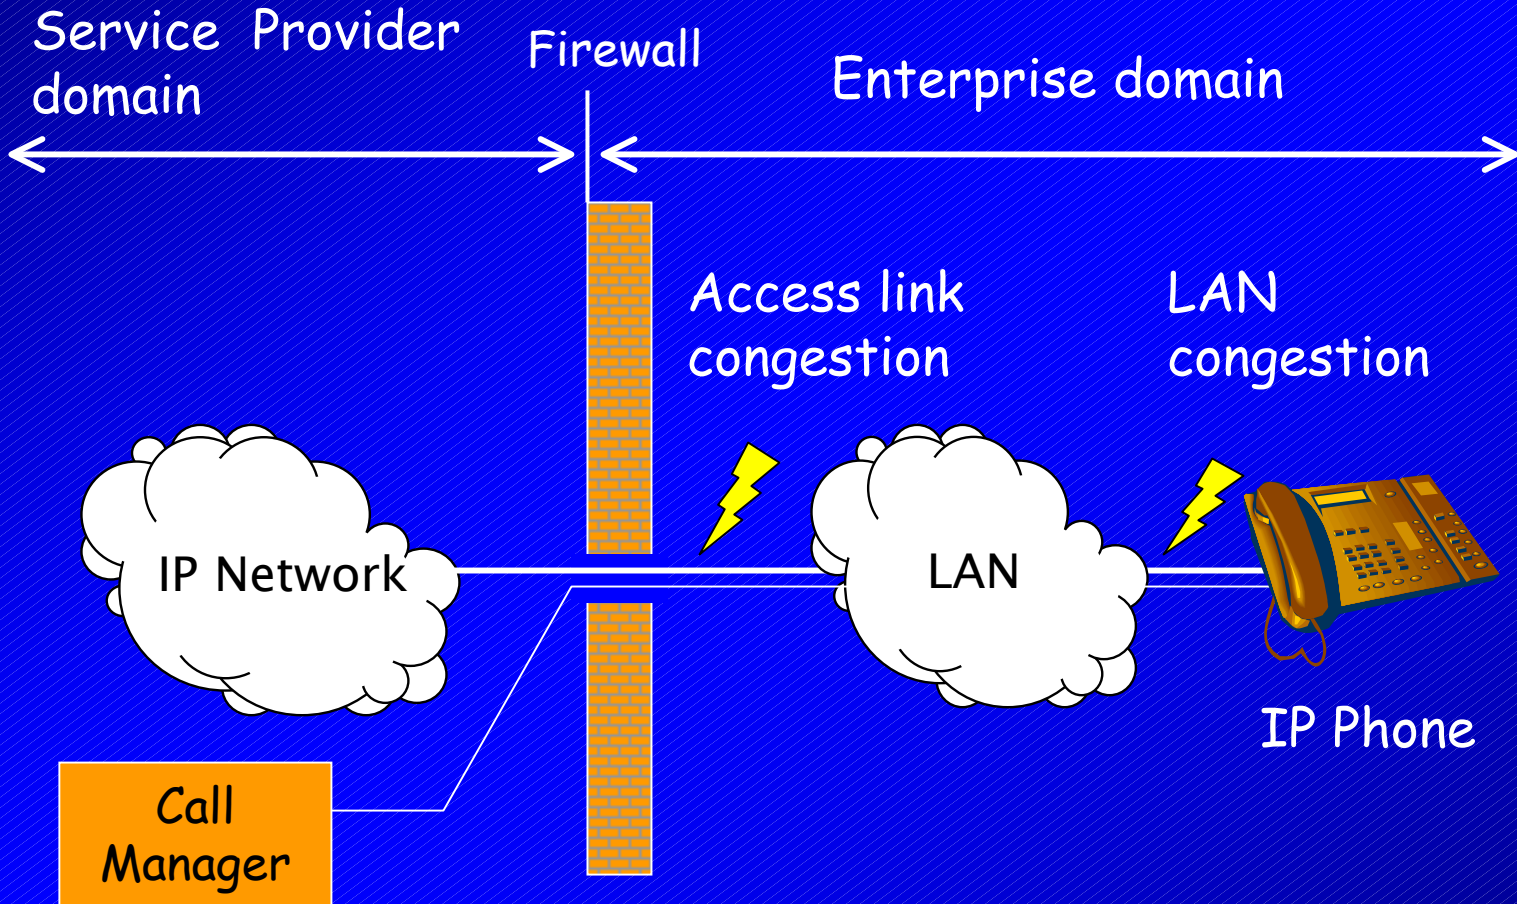 Service Provider
domain
Firewall
Enterprise domain
Access link
congestion
LAN
congestion
IP Network
LAN
IP Phone
Call
Manager